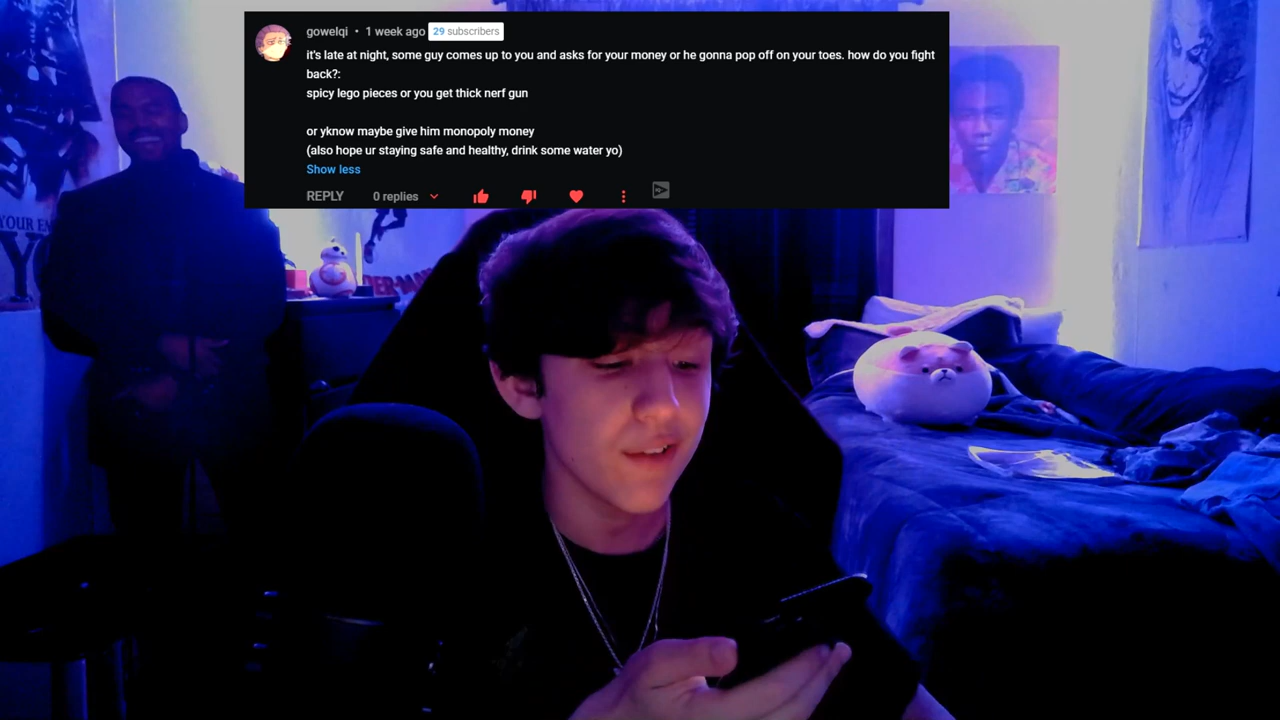 gowelqi • 1 week ago 29 subscribers
it's late at night, some guy comes up to you and asks for your money or he gonna pop off on your toes. how do you fight
back?:
spicy lego pieces or you get thick nerf gun
or yknow maybe give him monopoly money
(also hope ur staying safe and healthy, drink some water yo)
Show less
REPLY 0 replies
YOUR
DER-MAN